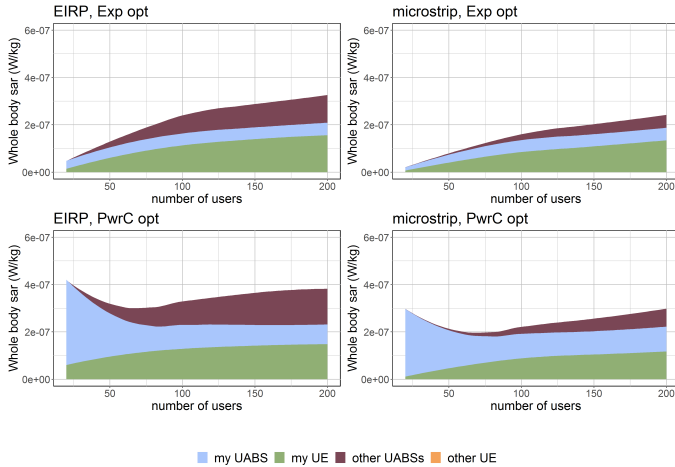 EIRP, Exp opt
Whole body sar (W/kg)
6e-07
4e-07
2e-07
0e+00
50 100 150 200
number of users
microstrip, Exp opt
Whole body sar (W/kg)
6e-07
4e-07
2e-07
0e+00
50 100 150 200
number of users
EIRP, PwrC opt
Whole body sar (W/kg)
6e-07
4e-07
2e-07
0e+00
50 100 150 200
number of users
microstrip, PwrC opt
Whole body sar (W/kg)
6e-07
4e-07
2e-07
0e+00
50 100 150 200
number of users
my UABS my UE other UABSs other UE